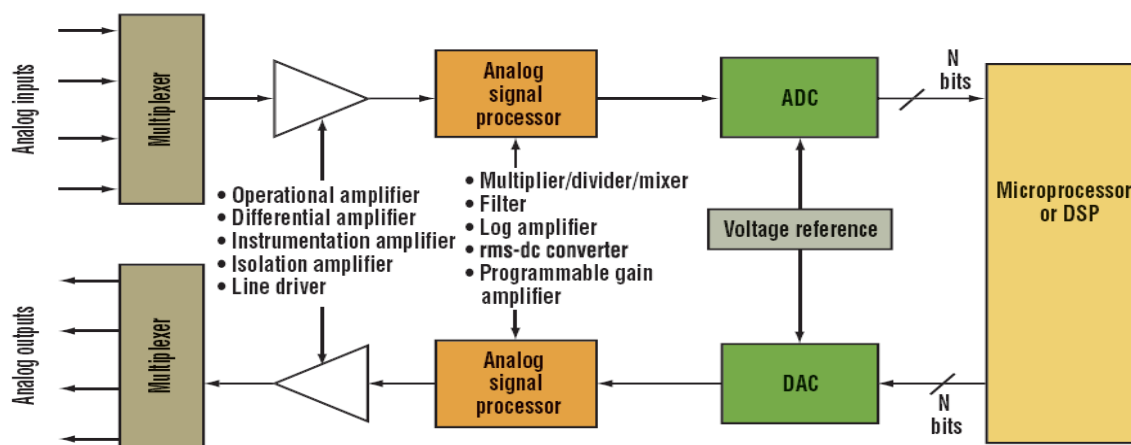 Analog inputs
Multiplexer
Analog
signal
processor
ADC
N
bits
Microprocessor
or DSP
• Operational amplifier
• Differential amplifier
• Instrumentation amplifier
• Isolation amplifier
• Line driver
• Multiplier/divider/mixer
• Filter
• Log amplifier
• rms-dc converter
• Programmable gain
amplifier
Voltage reference
Analog outputs
Multiplexer
Analog
signal
processor
DAC
N
bits